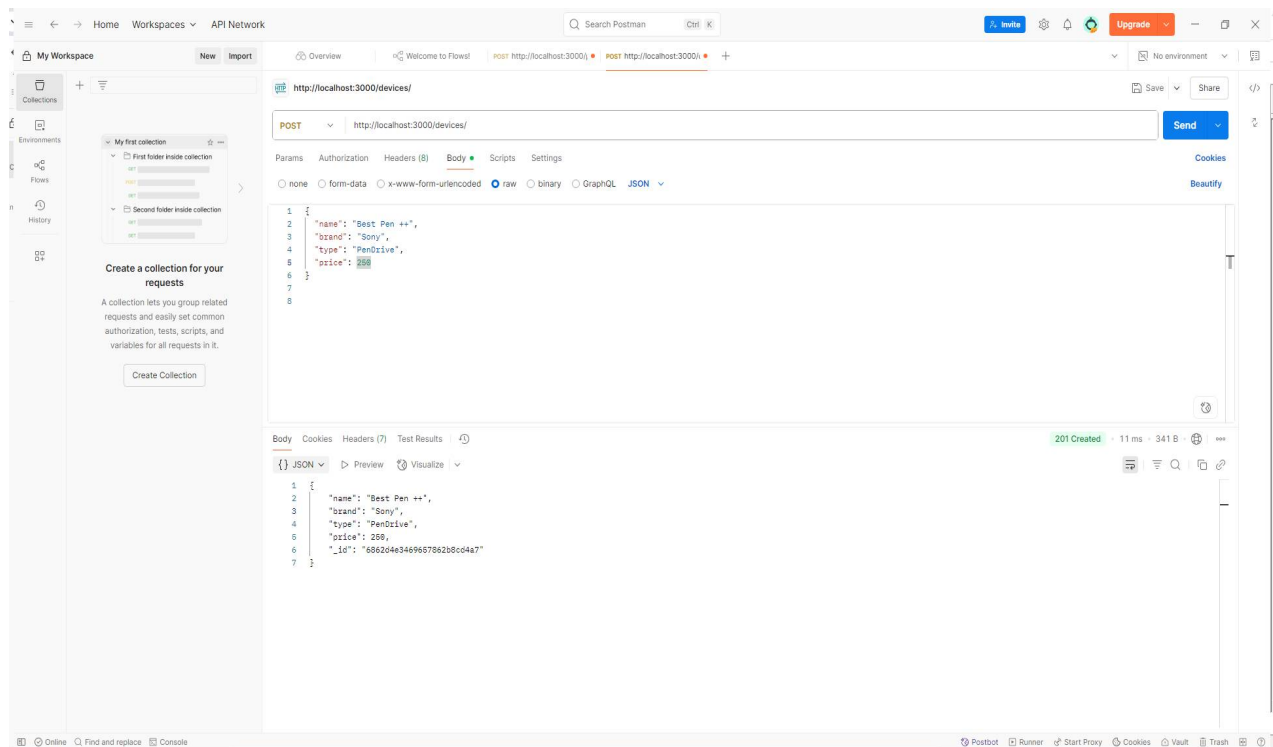 Home Workspaces API Network
Search Postman Ctrl K
Invite Upgrade
My Workspace New Import
Overview Welcome to Flows! POST http://localhost:3000/ POST http://localhost:3000/ +
No environment
Collections
Environments
Flows
History
My first collection
First folder inside collection
GET
GET
Second folder inside collection
GET
GET
Create a collection for your
requests
A collection lets you group related
requests and easily set common
authorization, tests, scripts, and
variables for all requests in it.
Create Collection
HTTP http://localhost:3000/devices/
Save Share
POST http://localhost:3000/devices/
Send
Params Authorization Headers (8) Body Scripts Settings
Cookies
none form-data x-www-form-urlencoded raw binary GraphQL JSON
Beautify
1 {
2 "name": "Best Pen ++",
3 "brand": "Sony",
4 "type": "PenDrive",
5 "price": 250
6 }
7
8
Body Cookies Headers (7) Test Results
201 Created 11 ms 341 B
{} JSON Preview Visualize
1 {
2 "name": "Best Pen ++",
3 "brand": "Sony",
4 "type": "PenDrive",
5 "price": 250,
6 "_id": "6862d4e3469657862b8cd4a7"
7 }
Online Find and replace Console
Postbot Runner Start Proxy Cookies Vault Trash